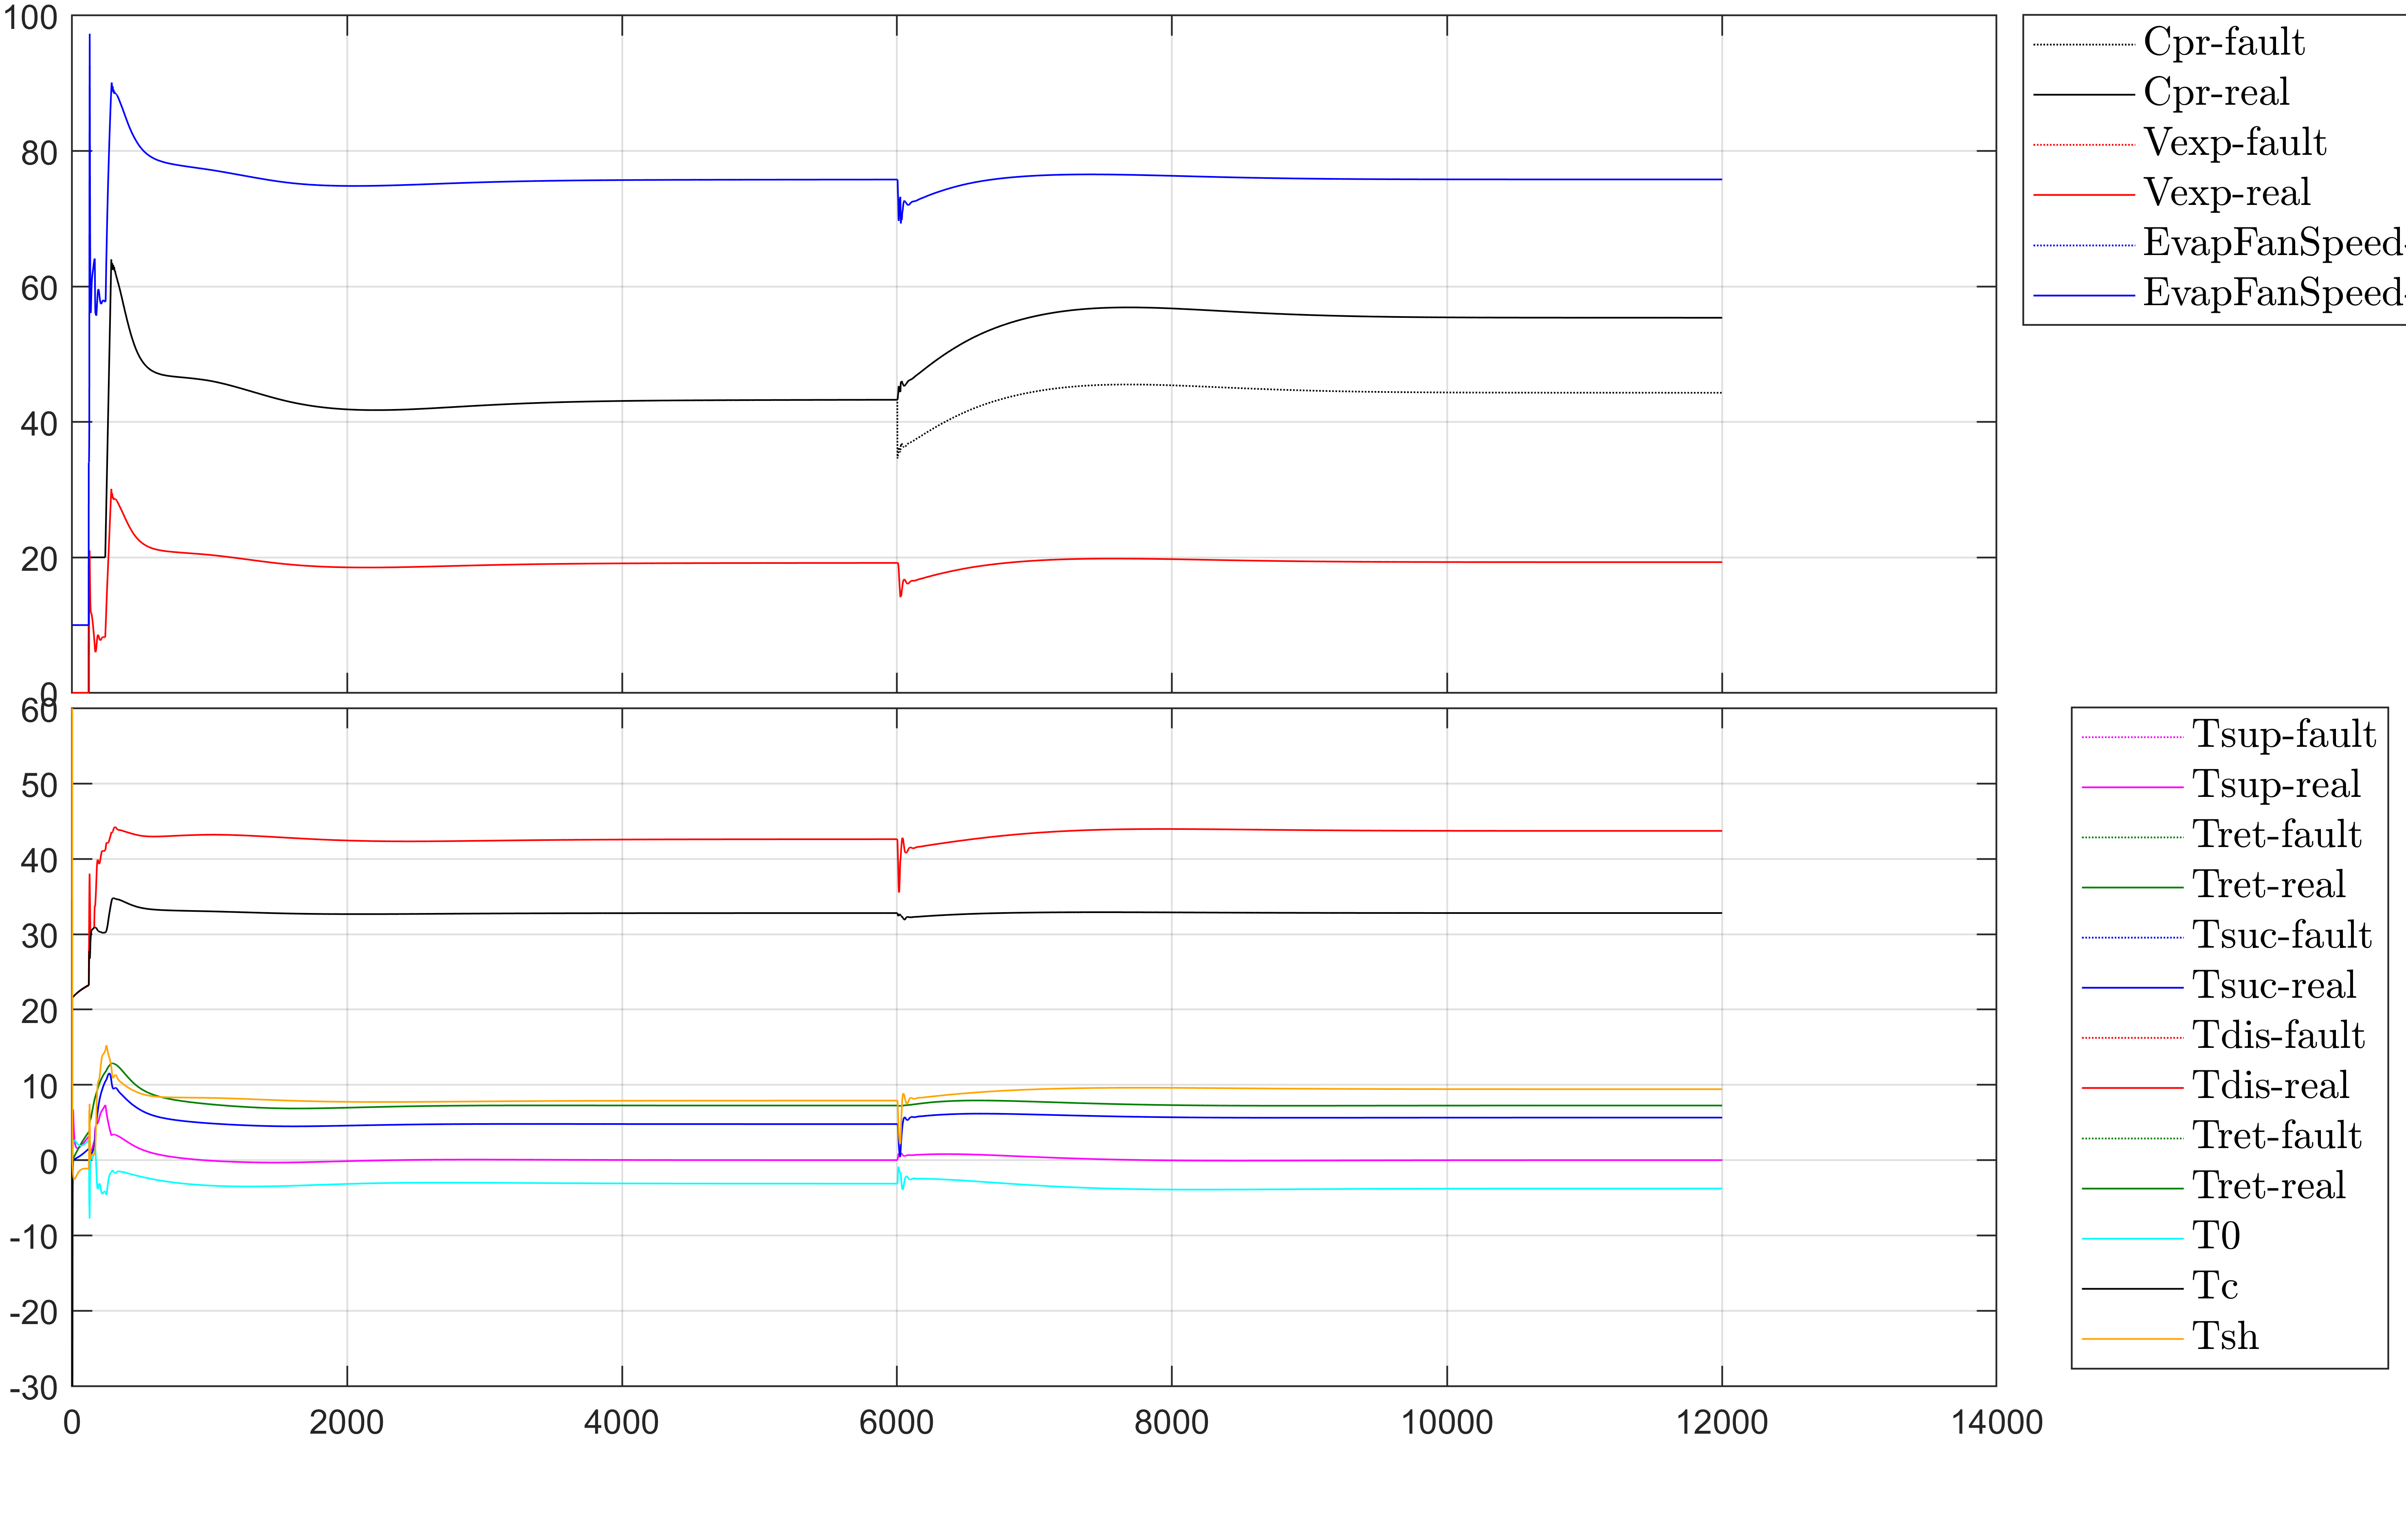 100
80
60
40
20
0
Cpr-fault
Cpr-real
Vexp-fault
Vexp-real
EvapFanSpeed-
EvapFanSpeed-
60
50
40
30
20
10
0
-10
-20
-30
0 2000 4000 6000 8000 10000 12000 14000
Tsup-fault
Tsup-real
Tret-fault
Tret-real
Tsuc-fault
Tsuc-real
Tdis-fault
Tdis-real
Tret-fault
Tret-real
T0
Tc
Tsh